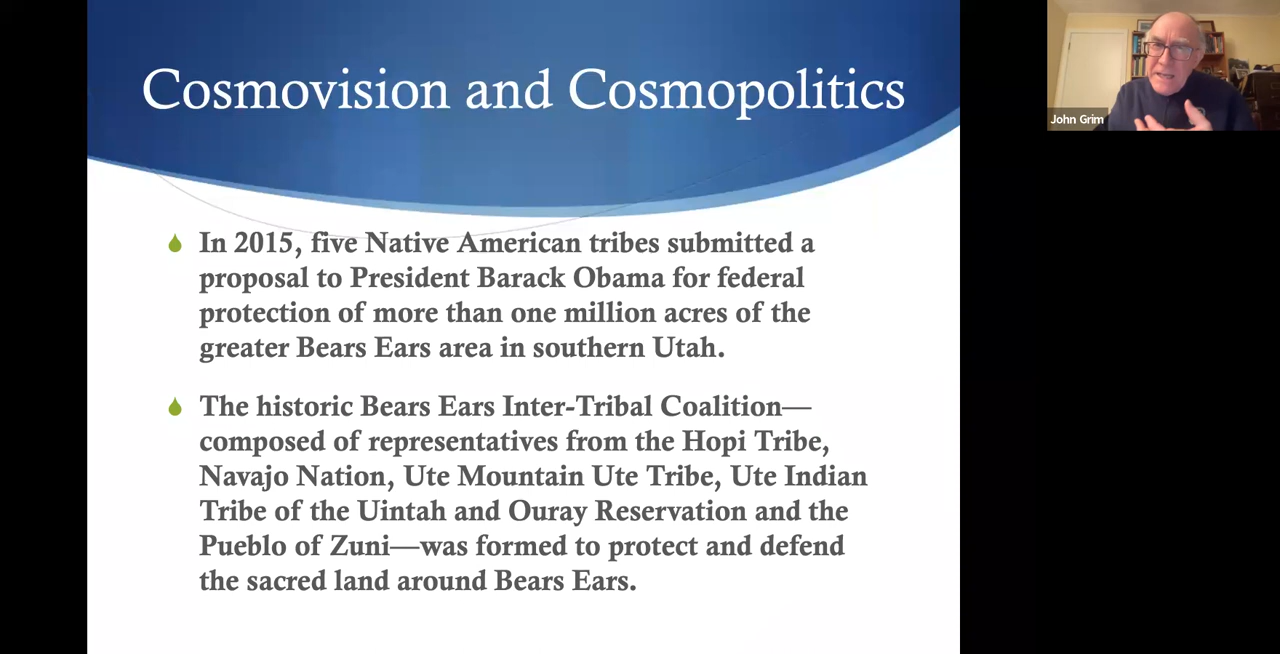 Cosmovision and Cosmopolitics
In 2015, five Native American tribes submitted a
proposal to President Barack Obama for federal
protection of more than one million acres of the
greater Bears Ears area in southern Utah.
The historic Bears Ears Inter-Tribal Coalition—
composed of representatives from the Hopi Tribe,
Navajo Nation, Ute Mountain Ute Tribe, Ute Indian
Tribe of the Uintah and Ouray Reservation and the
Pueblo of Zuni—was formed to protect and defend
the sacred land around Bears Ears.
John Grim